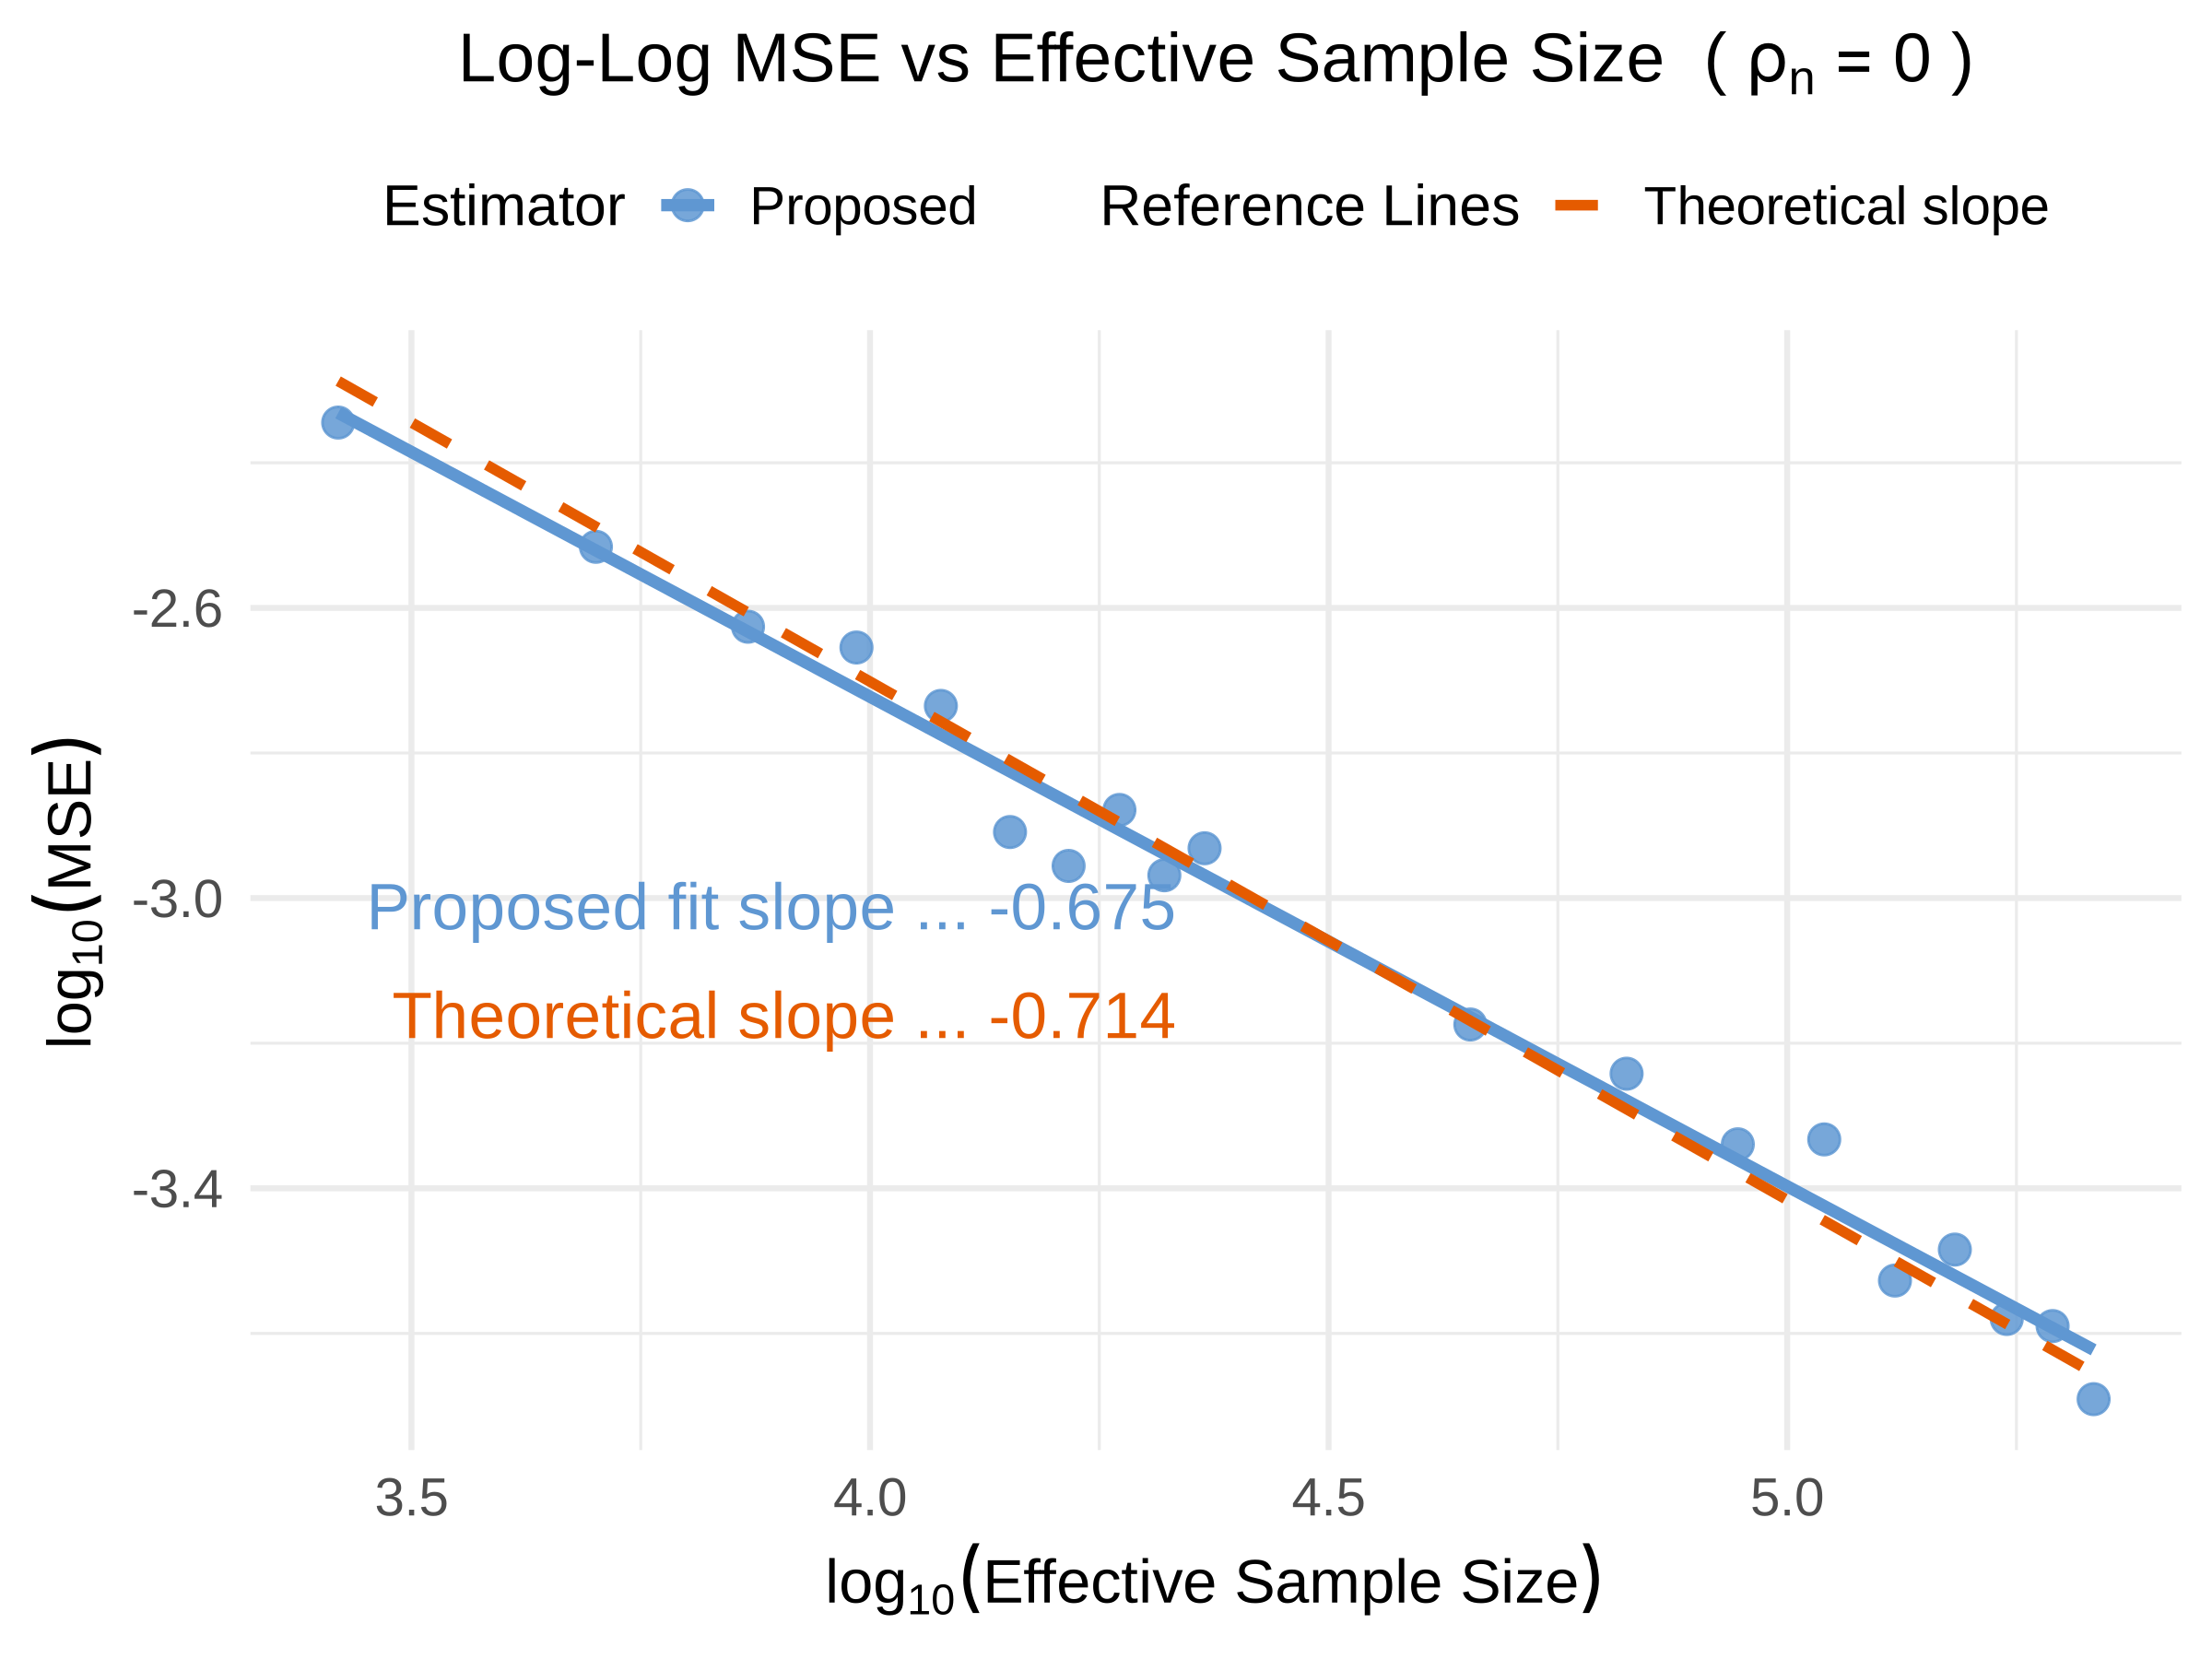 Log-Log MSE vs Effective Sample Size ( ρn = 0 )
Estimator Proposed Reference Lines Theoretical slope
-2.6
-3.0
-3.4
log10(MSE)
Proposed fit slope ... -0.675
Theoretical slope ... -0.714
3.5 4.0 4.5 5.0
log10(Effective Sample Size)